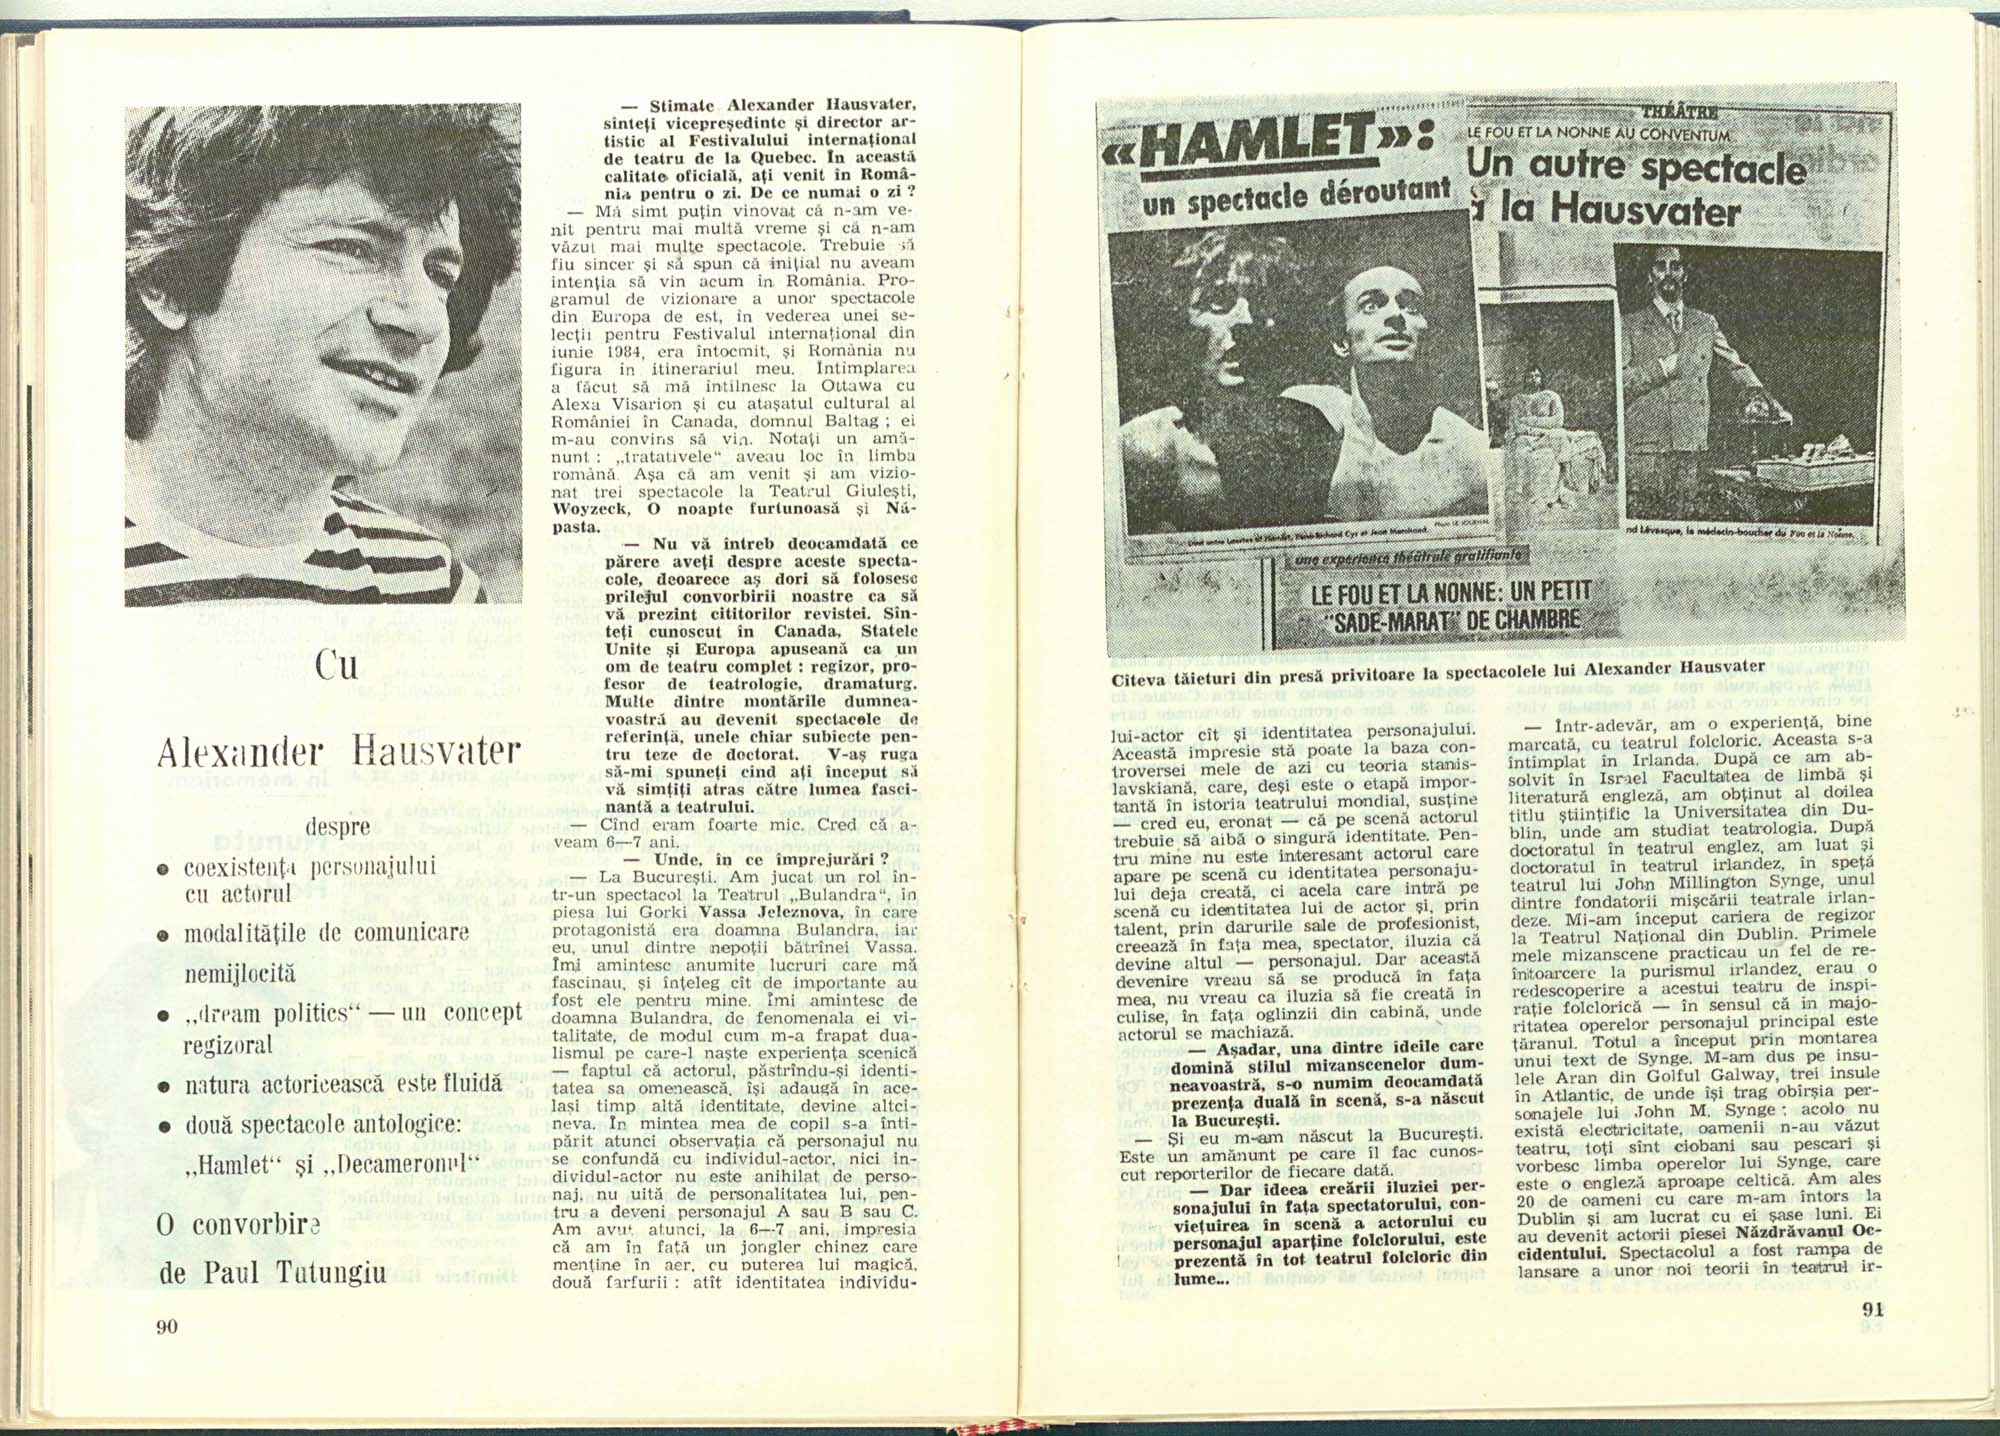 Cu
Alexander Hausvater
despre
• coexistența personajului
cu actorul
• modalitățile de comunicare
nemijlocită
• „dream politics“ — un concept
regizoral
• natura actoricească este fluidă
• două spectacole antologice:
„Hamlet“ și „Decameronul“
O convorbire
de Paul Tutungiu
90
— Stimate Alexander Hausvater,
sînteți vicepreședinte și director ar-
tistic al Festivalului internațional
de teatru de la Quebec. În această
calitate oficială, ați venit în Româ-
nia pentru o zi. De ce numai o zi ?
— Mă simt puțin vinovat că n-am ve-
nit pentru mai multă vreme și că n-am
văzut mai multe spectacole. Trebuie să
fiu sincer și să spun că inițial nu aveam
intenția să vin acum în România. Pro-
gramul de vizionare a unor spectacole
din Europa de est, în vederea unei se-
lecții pentru Festivalul internațional din
iunie 1984, era întocmit, și România nu
figura in itinerariul meu. Întîmplarea
a făcut să mă întîlnesc la Ottawa cu
Alexa Visarion și cu atașatul cultural al
României în Canada, domnul Baltag ; ei
m-au convins să vin. Notați un amă-
nunt : „tratativele“ aveau loc în limba
română. Așa că am venit și am vizio-
nat trei spectacole la Teatrul Giulești,
Woyzeck, O noapte furtunoasă și Nă-
pasta.
— Nu vă întreb deocamdată ce
părere aveți despre aceste specta-
cole, deoarece aș dori să folosesc
prilejul convorbirii noastre ca să
vă prezint cititorilor revistei. Sîn-
teți cunoscut în Canada, Statele
Unite și Europa apuseană ca un
om de teatru complet : regizor, pro-
fesor de teatrologie, dramaturg.
Multe dintre montările dumnea-
voastră au devenit spectacole de
referință, unele chiar subiecte pen-
tru teze de doctorat. V-aș ruga
să-mi spuneți cînd ați început să
vă simțiți atras către lumea fasci-
nantă a teatrului.
— Cînd eram foarte mic. Cred că a-
veam 6—7 ani.
— Unde, în ce împrejurări ?
— La București. Am jucat un rol în-
tr-un spectacol la Teatrul „Bulandra“, in
piesa lui Gorki Vassa Jeleznova, în care
protagonistă era doamna Bulandra, iar
eu, unul dintre nepoții bătrînei Vassa.
Îmi amintesc anumite lucruri care mă
fascinau, și înțeleg cît de importante au
fost ele pentru mine. Îmi amintesc de
doamna Bulandra, de fenomenala ei vi-
talitate, de modul cum m-a frapat dua-
lismul pe care-l naște experiența scenică
— faptul că actorul, păstrîndu-și identi-
tatea sa omenească, își adaugă în ace-
lași timp altă identitate, devine altci-
neva. În mintea mea de copil s-a înti-
părit atunci observația că personajul nu
se confundă cu individul-actor, nici in-
dividul-actor nu este anihilat de perso-
naj, nu uită de personalitatea lui, pen-
tru a deveni personajul A sau B sau C.
Am avut atunci, la 6—7 ani, impresia
că am în față un jongler chinez care
menține în aer, cu puterea lui magică,
două farfurii : atît identitatea individu-
«HAMLET»:
un spectacle déroutant
THÉÂTRE
LE FOU ET LA NONNE AU CONVENTUM
Un autre spectacle
à la Hausvater
Duel entre Laertes et Hamlet, Pierre-Richard Cyr et José Marchand.
Photo LE JOURNAL
nd Lévesque, le médecin-boucher du Fou et la Nonne.
une expérience théâtrale gratifiante
LE FOU ET LA NONNE: UN PETIT
"SADE-MARAT" DE CHAMBRE
Cîteva tăieturi din presă privitoare la spectacolele lui Alexander Hausvater
lui-actor cît și identitatea personajului.
Această impresie stă poate la baza con-
troversei mele de azi cu teoria stanis-
lavskiană, care, deși este o etapă impor-
tantă în istoria teatrului mondial, susține
— cred eu, eronat — că pe scenă actorul
trebuie să aibă o singură identitate. Pen-
tru mine nu este interesant actorul care
apare pe scenă cu identitatea personaju-
lui deja creată, ci acela care intră pe
scenă cu identitatea lui de actor și, prin
talent, prin darurile sale de profesionist,
creează în fața mea, spectator, iluzia că
devine altul — personajul. Dar această
devenire vreau să se producă în fața
mea, nu vreau ca iluzia să fie creată în
culise, în fața oglinzii din cabină, unde
actorul se machiază.
— Așadar, una dintre ideile care
domină stilul mizanscenelor dum-
neavoastră, s-o numim deocamdată
prezența duală în scenă, s-a născut
la București.
— Și eu m-am născut la București.
Este un amănunt pe care îl fac cunos-
cut reporterilor de fiecare dată.
— Dar ideea creării iluziei per-
sonajului în fața spectatorului, con-
viețuirea în scenă a actorului cu
personajul aparține folclorului, este
prezentă în tot teatrul folcloric din
lume...
— Într-adevăr, am o experiență, bine
marcată, cu teatrul folcloric. Aceasta s-a
întîmplat în Irlanda. După ce am ab-
solvit în Israel Facultatea de limbă și
literatură engleză, am obținut al doilea
titlu științific la Universitatea din Du-
blin, unde am studiat teatrologia. După
doctoratul în teatrul englez, am luat și
doctoratul în teatrul irlandez, în speță
teatrul lui John Millington Synge, unul
dintre fondatorii mișcării teatrale irlan-
deze. Mi-am început cariera de regizor
la Teatrul Național din Dublin. Primele
mele mizanscene practicau un fel de re-
întoarcere la purismul irlandez, erau o
redescoperire a acestui teatru de inspi-
rație folclorică — în sensul că in majo-
ritatea operelor personajul principal este
țăranul. Totul a început prin montarea
unui text de Synge. M-am dus pe insu-
lele Aran din Golful Galway, trei insule
în Atlantic, de unde își trag obîrșia per-
sonajele lui John M. Synge : acolo nu
există electricitate, oamenii n-au văzut
teatru, toți sînt ciobani sau pescari și
vorbesc limba operelor lui Synge, care
este o engleză aproape celtică. Am ales
20 de oameni cu care m-am întors la
Dublin și am lucrat cu ei șase luni. Ei
au devenit actorii piesei Năzdrăvanul Oc-
cidentului. Spectacolul a fost rampa de
lansare a unor noi teorii în teatrul ir-
91